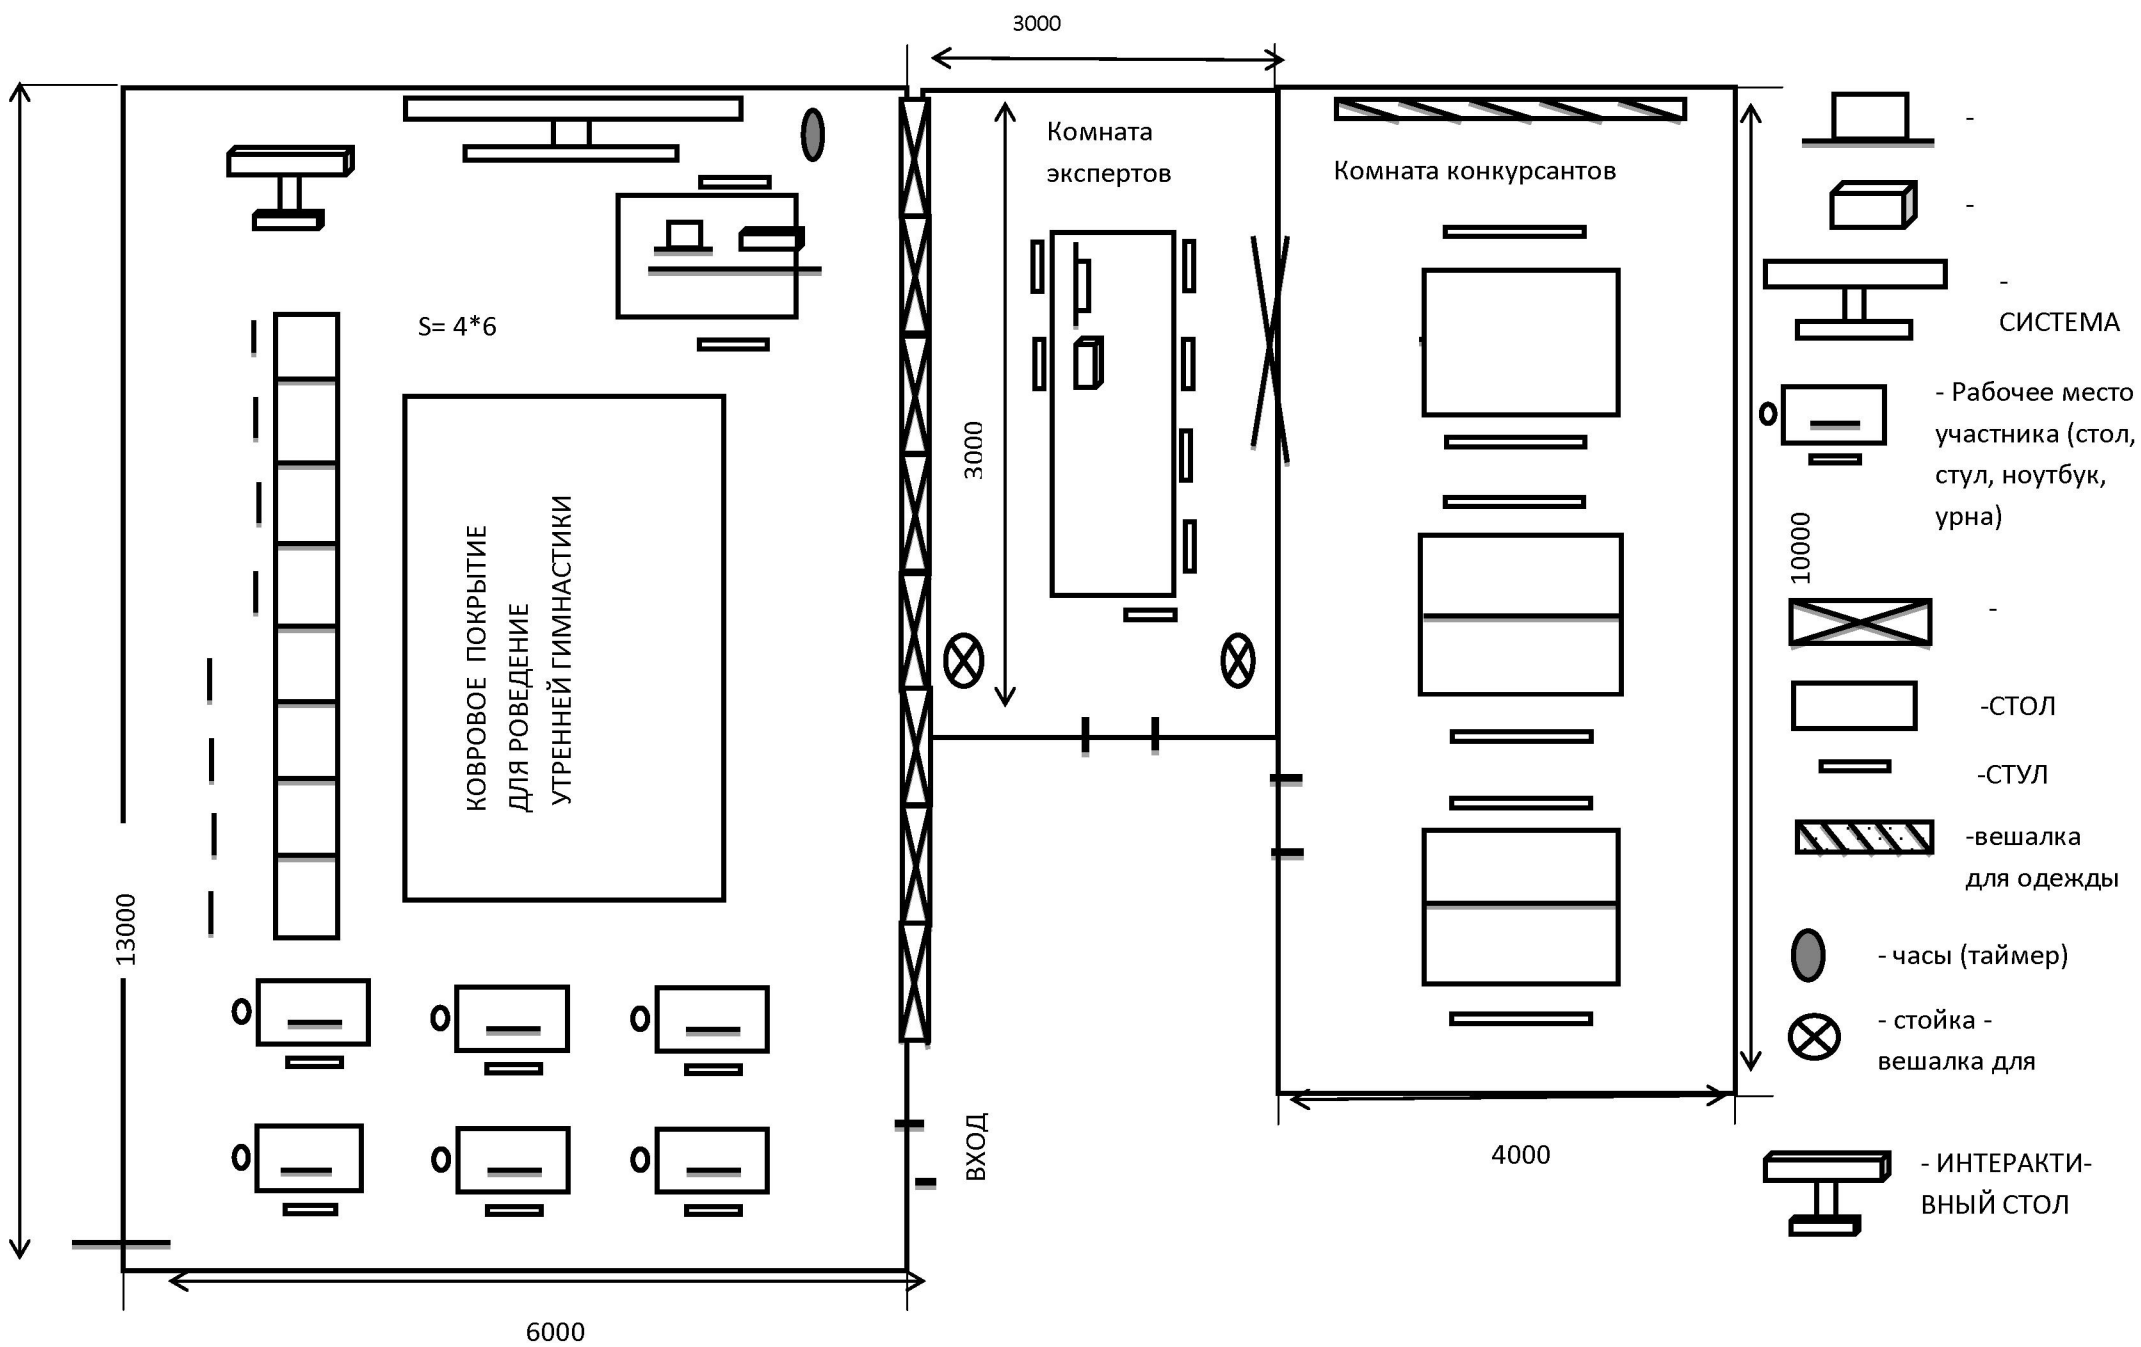 3000
Комната
экспертов
Комната конкурсантов
S= 4*6
3000
КОВРОВОЕ ПОКРЫТИЕ
ДЛЯ РОВЕДЕНИЕ
УТРЕННЕЙ ГИМНАСТИКИ
13000
ВХОД
6000
4000
10000
-
-
-
СИСТЕМА
- Рабочее место
участника (стол,
стул, ноутбук,
урна)
-
-СТОЛ
-СТУЛ
-вешалка
для одежды
- часы (таймер)
- стойка -
вешалка для
- ИНТЕРАКТИ-
ВНЫЙ СТОЛ